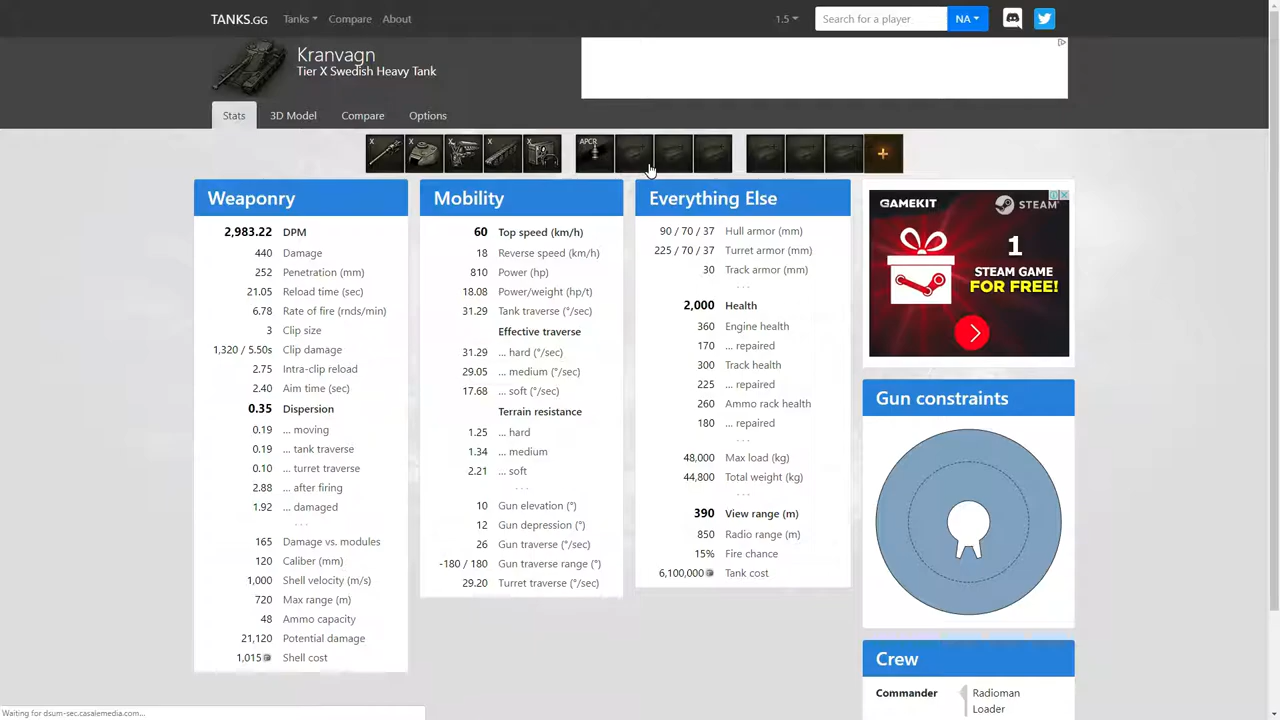 TANKS.GG Tanks Compare About 1.5 Search for a player NA
Kranvagn
Tier X Swedish Heavy Tank
Stats 3D Model Compare Options
X X X X X APCR +
Weaponry
2,983.22 DPM
440 Damage
252 Penetration (mm)
21.05 Reload time (sec)
6.78 Rate of fire (rnds/min)
3 Clip size
1,320 / 5.50s Clip damage
2.75 Intra-clip reload
2.40 Aim time (sec)
0.35 Dispersion
0.19 ... moving
0.19 ... tank traverse
0.10 ... turret traverse
2.88 ... after firing
1.92 ... damaged
...
165 Damage vs. modules
120 Caliber (mm)
1,000 Shell velocity (m/s)
720 Max range (m)
48 Ammo capacity
21,120 Potential damage
1,015 Shell cost
Mobility
60 Top speed (km/h)
18 Reverse speed (km/h)
810 Power (hp)
18.08 Power/weight (hp/t)
31.29 Tank traverse (°/sec)
Effective traverse
31.29 ... hard (°/sec)
29.05 ... medium (°/sec)
17.68 ... soft (°/sec)
Terrain resistance
1.25 ... hard
1.34 ... medium
2.21 ... soft
...
10 Gun elevation (°)
12 Gun depression (°)
26 Gun traverse (°/sec)
-180 / 180 Gun traverse range (°)
29.20 Turret traverse (°/sec)
Everything Else
90 / 70 / 37 Hull armor (mm)
225 / 70 / 37 Turret armor (mm)
30 Track armor (mm)
...
2,000 Health
360 Engine health
170 ... repaired
300 Track health
225 ... repaired
260 Ammo rack health
180 ... repaired
...
48,000 Max load (kg)
44,800 Total weight (kg)
...
390 View range (m)
850 Radio range (m)
15% Fire chance
6,100,000 Tank cost
GAMEKIT STEAM
1
STEAM GAME
FOR FREE!
Gun constraints
Crew
Commander Radioman
Loader
Waiting for dsum-sec.casalemedia.com...